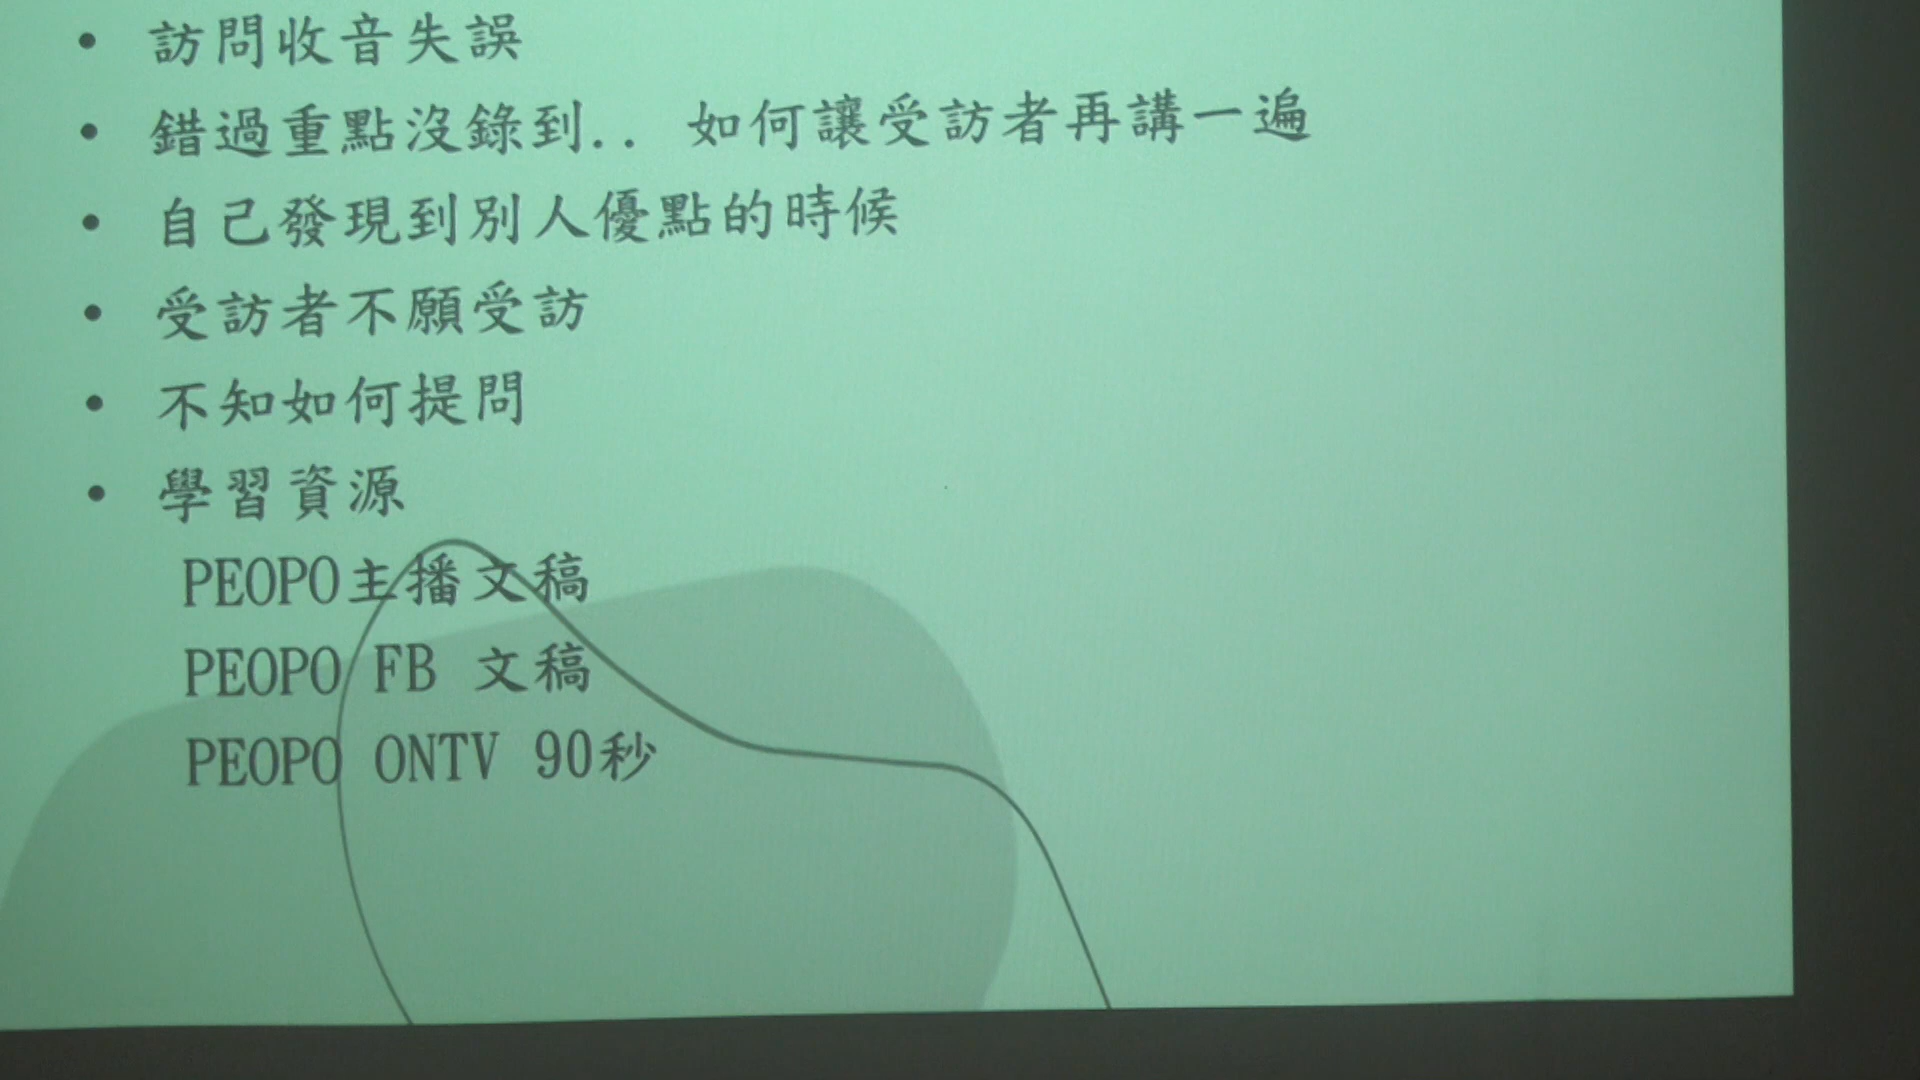 • 訪問收音失誤
• 錯過重點沒錄到.. 如何讓受訪者再講一遍
• 自己發現到別人優點的時候
• 受訪者不願受訪
• 不知如何提問
• 學習資源
PEOPO主播文稿
PEOPO FB 文稿
PEOPO ONTV 90秒